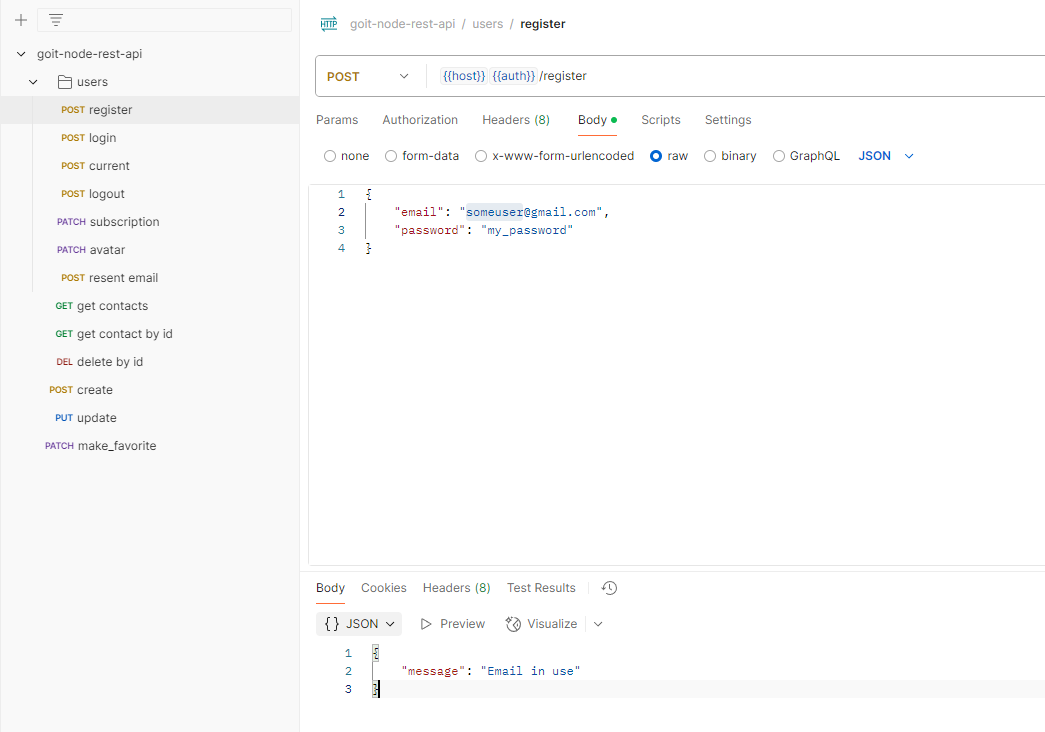 goit-node-rest-api
users
POST register
POST login
POST current
POST logout
PATCH subscription
PATCH avatar
POST resent email
GET get contacts
GET get contact by id
DEL delete by id
POST create
PUT update
PATCH make_favorite
HTTP goit-node-rest-api / users / register
POST {{host}} {{auth}} /register
Params Authorization Headers (8) Body Scripts Settings
none form-data x-www-form-urlencoded raw binary GraphQL JSON
1 {
2 "email": "someuser@gmail.com",
3 "password": "my_password"
4 }
Body Cookies Headers (8) Test Results
{} JSON Preview Visualize
1 {
2 "message": "Email in use"
3 }